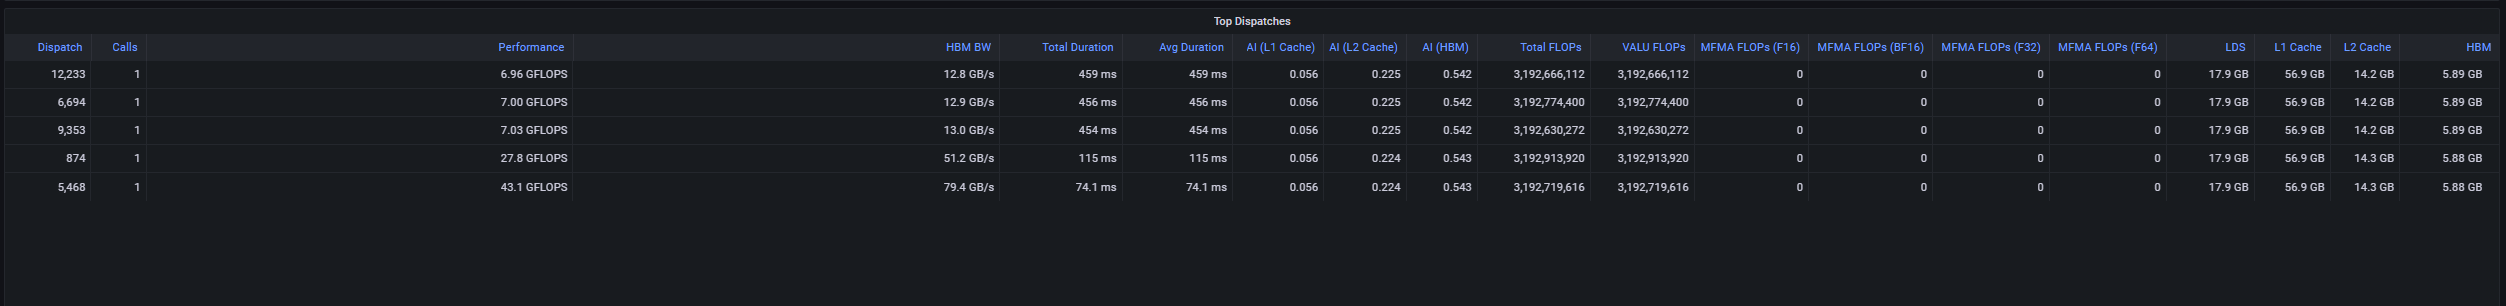 Top Dispatches
Dispatch Calls Performance HBM BW Total Duration Avg Duration AI (L1 Cache) AI (L2 Cache) AI (HBM) Total FLOPs VALU FLOPs MFMA FLOPs (F16) MFMA FLOPs (BF16) MFMA FLOPs (F32) MFMA FLOPs (F64) LDS L1 Cache L2 Cache HBM
12,233 1 6.96 GFLOPS 12.8 GB/s 459 ms 459 ms 0.056 0.225 0.542 3,192,666,112 3,192,666,112 0 0 0 0 17.9 GB 56.9 GB 14.2 GB 5.89 GB
6,694 1 7.00 GFLOPS 12.9 GB/s 456 ms 456 ms 0.056 0.225 0.542 3,192,774,400 3,192,774,400 0 0 0 0 17.9 GB 56.9 GB 14.2 GB 5.89 GB
9,353 1 7.03 GFLOPS 13.0 GB/s 454 ms 454 ms 0.056 0.225 0.542 3,192,630,272 3,192,630,272 0 0 0 0 17.9 GB 56.9 GB 14.2 GB 5.89 GB
874 1 27.8 GFLOPS 51.2 GB/s 115 ms 115 ms 0.056 0.224 0.543 3,192,913,920 3,192,913,920 0 0 0 0 17.9 GB 56.9 GB 14.3 GB 5.88 GB
5,468 1 43.1 GFLOPS 79.4 GB/s 74.1 ms 74.1 ms 0.056 0.224 0.543 3,192,719,616 3,192,719,616 0 0 0 0 17.9 GB 56.9 GB 14.3 GB 5.88 GB